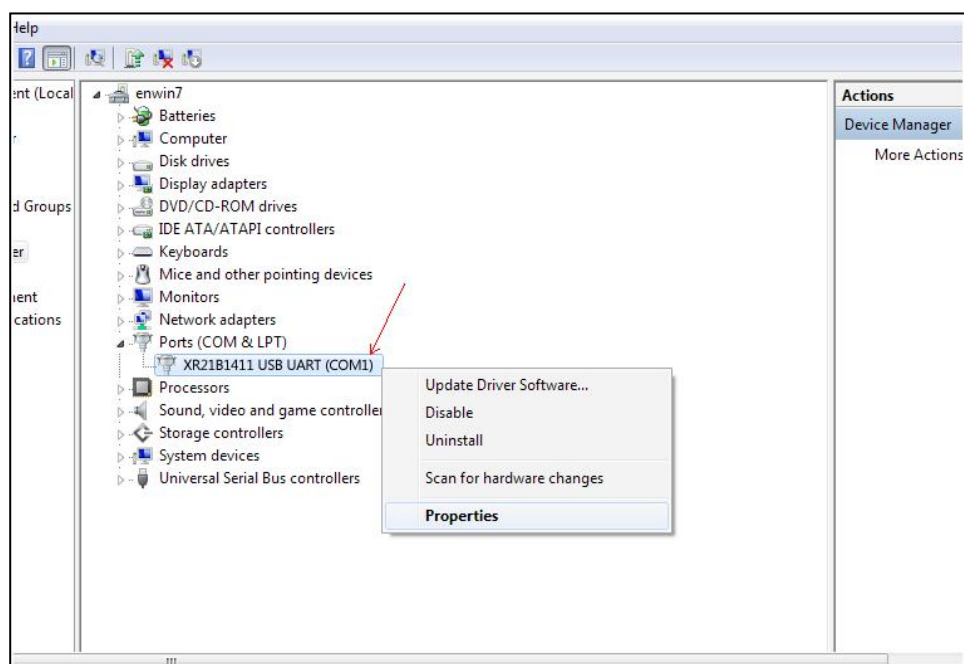 Help
ent (Local
r
d Groups
er
nent
cations
enwin7
Batteries
Computer
Disk drives
Display adapters
DVD/CD-ROM drives
IDE ATA/ATAPI controllers
Keyboards
Mice and other pointing devices
Monitors
Network adapters
Ports (COM & LPT)
XR21B1411 USB UART (COM1)
Processors
Sound, video and game controller
Storage controllers
System devices
Universal Serial Bus controllers
Update Driver Software...
Disable
Uninstall
Scan for hardware changes
Properties
Actions
Device Manager
More Actions